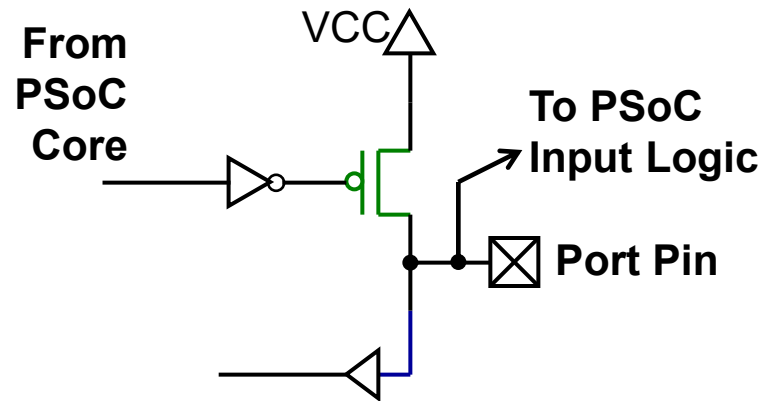 From
PSoC
Core
VCC
To PSoC
Input Logic
Port Pin